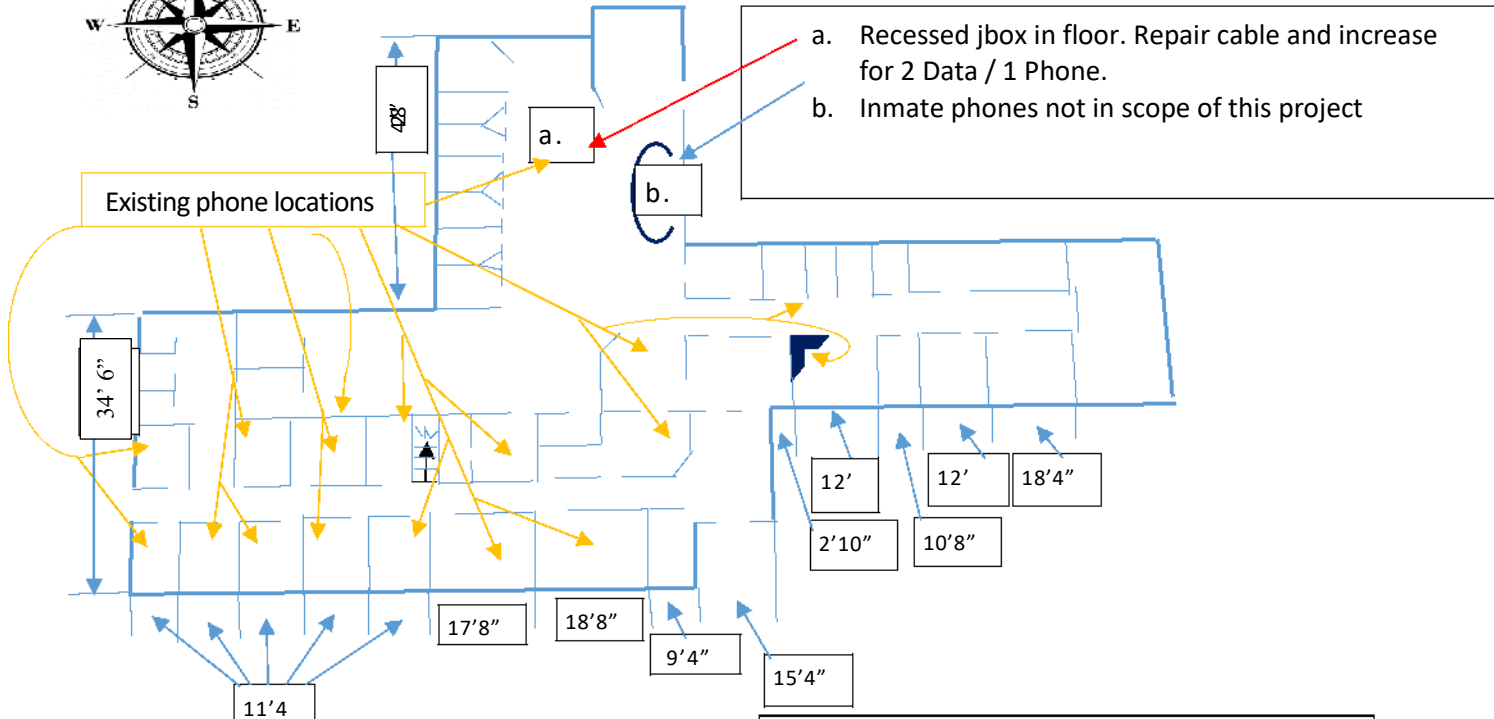 W
E
S
a. Recessed jbox in floor. Repair cable and increase
for 2 Data / 1 Phone.
b. Inmate phones not in scope of this project
a.
b.
Existing phone locations
34' 6”
12'
12'
18'4”
2'10”
10'8”
17'8”
18'8”
9'4”
15'4”
11'4